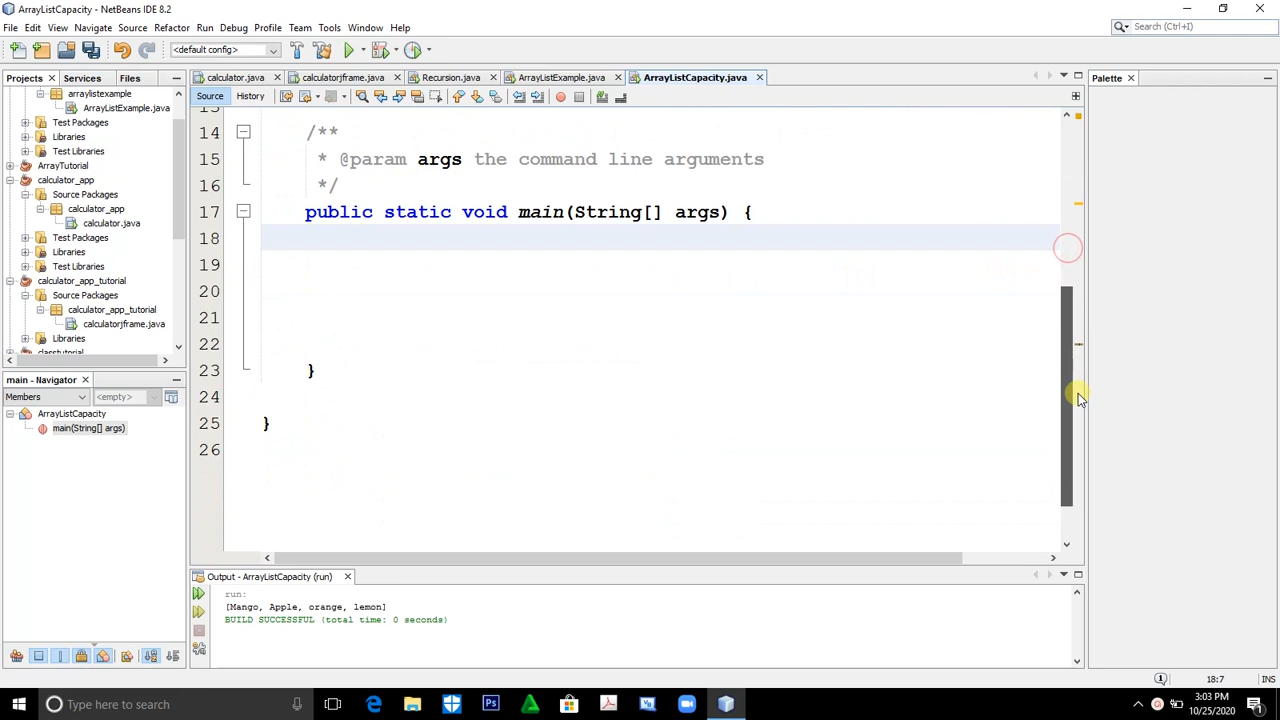 ArrayListCapacity - NetBeans IDE 8.2
File Edit View Navigate Source Refactor Run Debug Profile Team Tools Window Help
Search (Ctrl+I)
<default config>
Projects Services Files
calculator.java calculatorjframe.java Recursion.java ArrayListExample.java ArrayListCapacity.java
Palette
Source History
arraylistexample
ArrayListExample.java
Test Packages
Libraries
Test Libraries
ArrayTutorial
calculator_app
Source Packages
calculator_app
calculator.java
Test Packages
Libraries
Test Libraries
calculator_app_tutorial
Source Packages
calculator_app_tutorial
calculatorjframe.java
Libraries
classtutorial
13
14 /**
15 * @param args the command line arguments
16 */
17 public static void main(String[] args) {
18
19
20
21
22
23 }
24
25 }
26
main - Navigator
Members <empty>
ArrayListCapacity
main(String[] args)
Output - ArrayListCapacity (run)
run:
[Mango, Apple, orange, lemon]
BUILD SUCCESSFUL (total time: 0 seconds)
18:7 INS
Type here to search
3:03 PM
10/25/2020